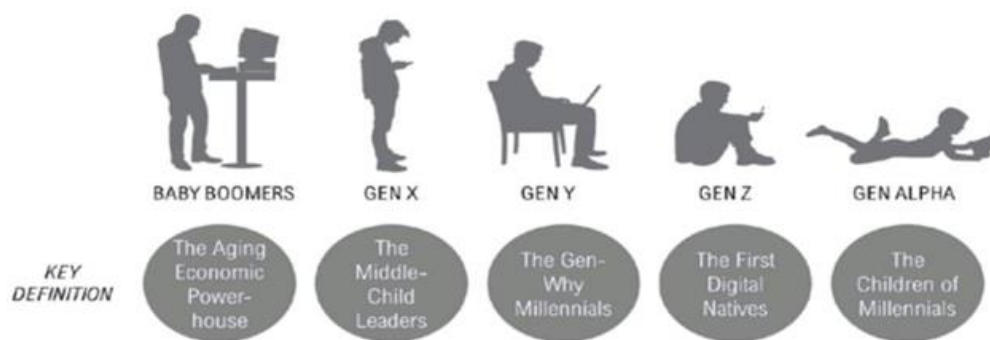 BABY BOOMERS
GEN X
GEN Y
GEN Z
GEN ALPHA
KEY
DEFINITION
The Aging
Economic
Power-
house
The
Middle-
Child
Leaders
The Gen-
Why
Millennials
The First
Digital
Natives
The
Children of
Millennials